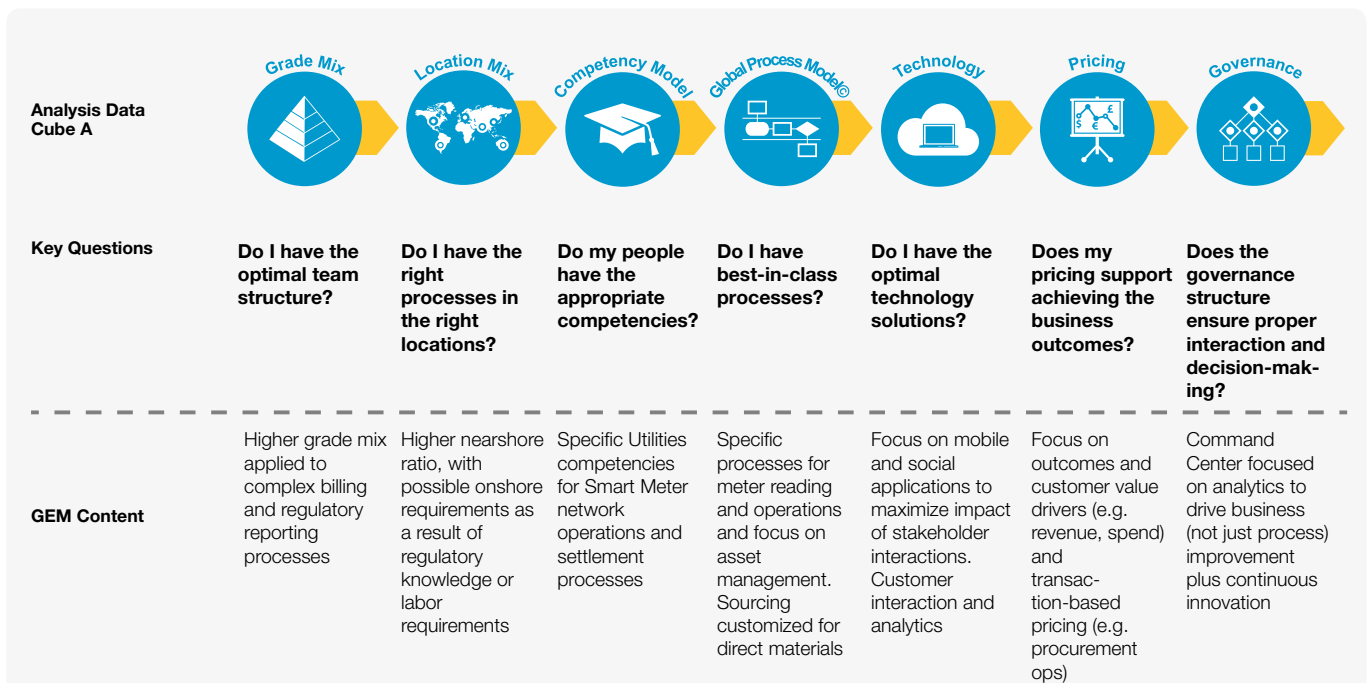 Grade Mix
Location Mix
Competency Model
Global Process Model©
Technology
Pricing
Governance
Analysis Data
Cube A
$
£
€
Key Questions
Do I have the
optimal team
structure?
Do I have the
right
processes in
the right
locations?
Do my people
have the
appropriate
competencies?
Do I have
best-in-class
processes?
Do I have the
optimal
technology
solutions?
Does my
pricing support
achieving the
business
outcomes?
Does the
governance
structure
ensure proper
interaction and
decision-mak-
ing?
GEM Content
Higher grade mix
applied to
complex billing
and regulatory
reporting
processes
Higher nearshore
ratio, with
possible onshore
requirements as
a result of
regulatory
knowledge or
labor
requirements
Specific Utilities
competencies
for Smart Meter
network
operations and
settlement
processes
Specific
processes for
meter reading
and operations
and focus on
asset
management.
Sourcing
customized for
direct materials
Focus on mobile
and social
applications to
maximize impact
of stakeholder
interactions.
Customer
interaction and
analytics
Focus on
outcomes and
customer value
drivers (e.g.
revenue, spend)
and
transac-
tion-based
pricing (e.g.
procurement
ops)
Command
Center focused
on analytics to
drive business
(not just process)
improvement
plus continuous
innovation